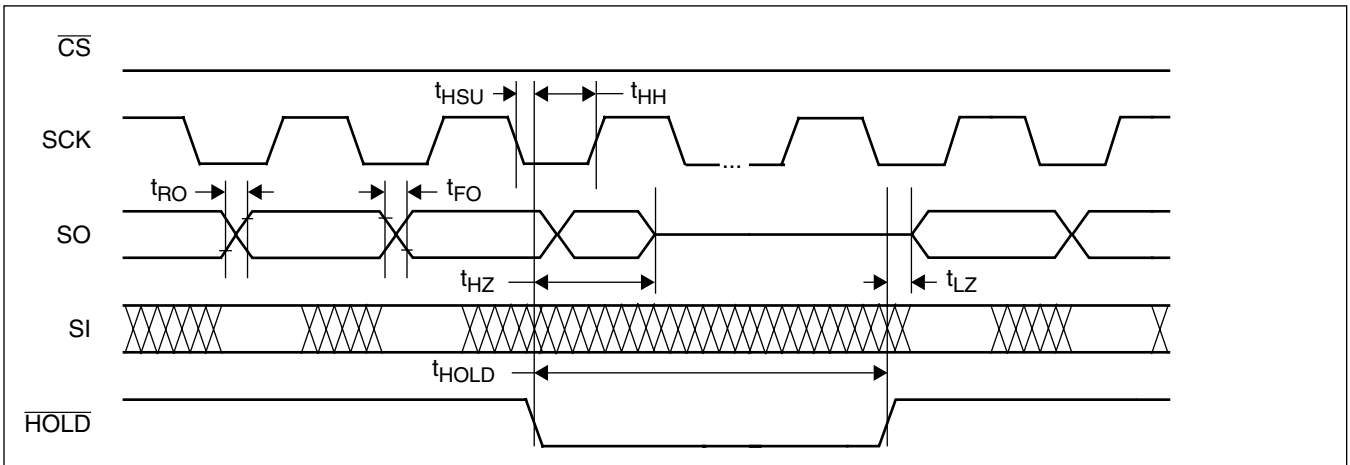 CS
tHSU
tHH
SCK
...
tRO
tFO
SO
tHZ
tLZ
SI
tHOLD
HOLD